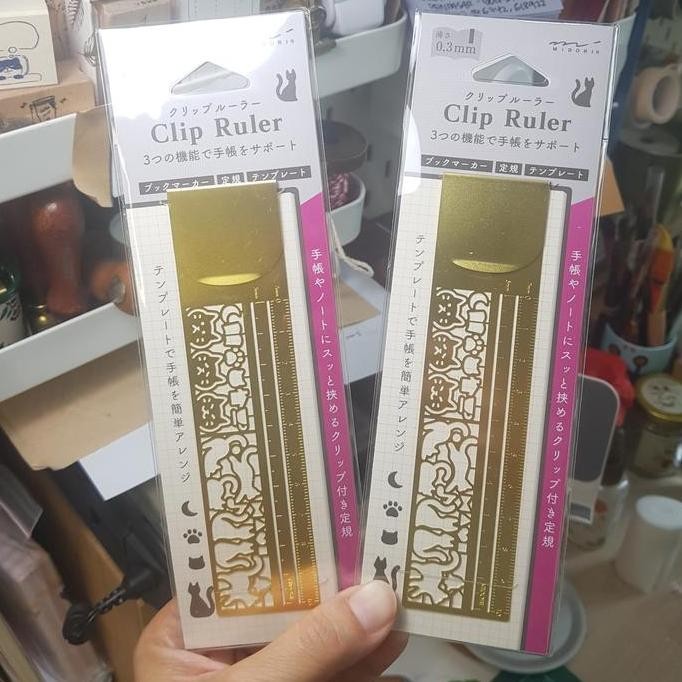 MIDORI
クリップルーラー
Clip Ruler
3つの機能で手帳をサポート
ブックマーカー 定規 テンプレート
手帳やノートにスッと挟めるクリップ付き定規
テンプレートで手帳を簡単アレンジ
薄さ
0.3mm
MIDORI
クリップルーラー
Clip Ruler
3つの機能で手帳をサポート
ブックマーカー 定規 テンプレート
手帳やノートにスッと挟めるクリップ付き定規
テンプレートで手帳を簡単アレンジ